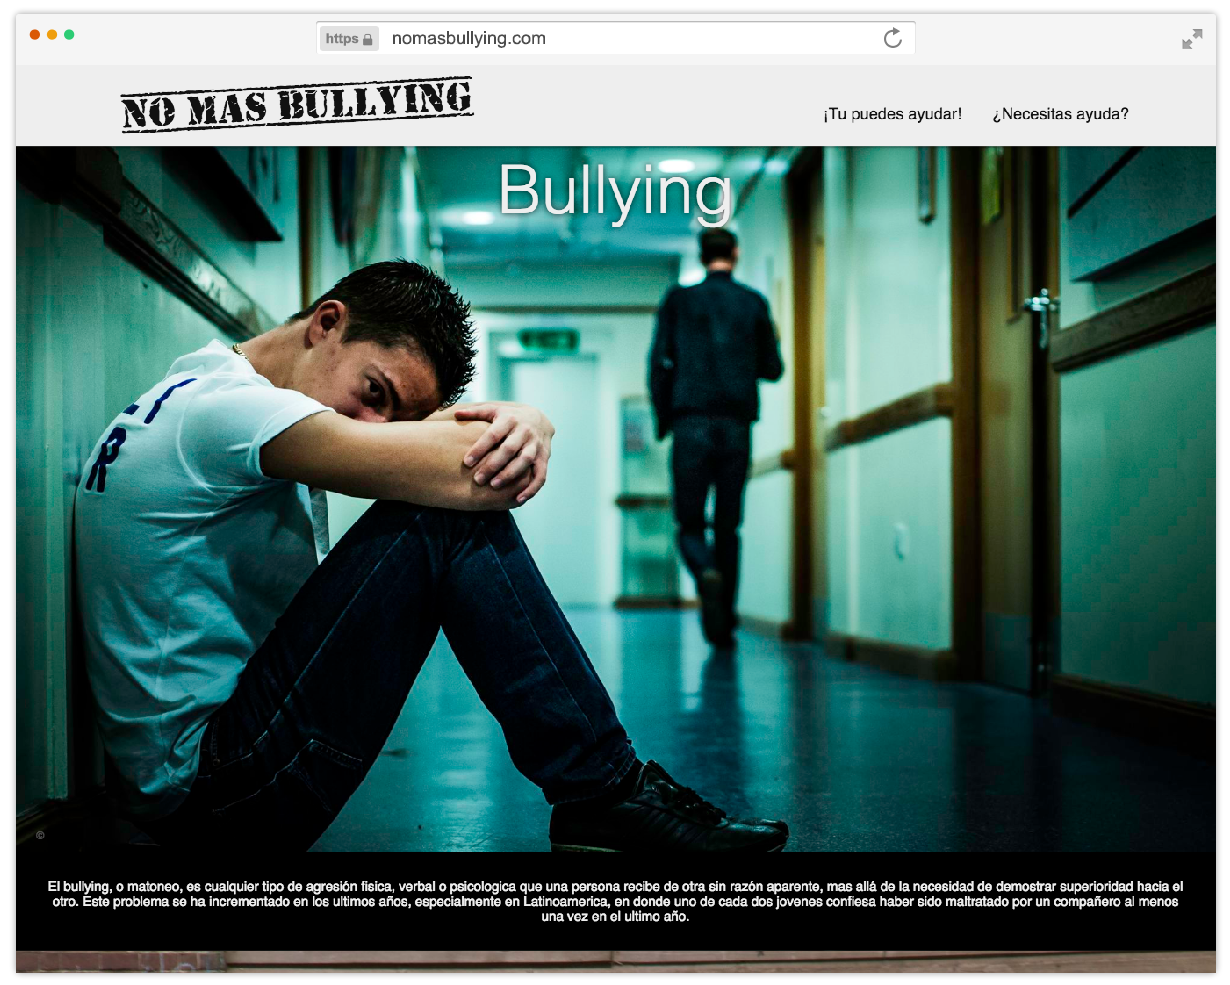 https nomasbullying.com
NO MAS BULLYING
¡Tu puedes ayudar! ¿Necesitas ayuda?
Bullying
R
©
El bullying, o matoneo, es cualquier tipo de agresión fisica, verbal o psicologica que una persona recibe de otra sin razón aparente, mas allá de la necesidad de demostrar superioridad hacia el
otro. Este problema se ha incrementado en los ultimos años, especialmente en Latinoamerica, en donde uno de cada dos jovenes confiesa haber sido maltratado por un compañero al menos
una vez en el ultimo año.